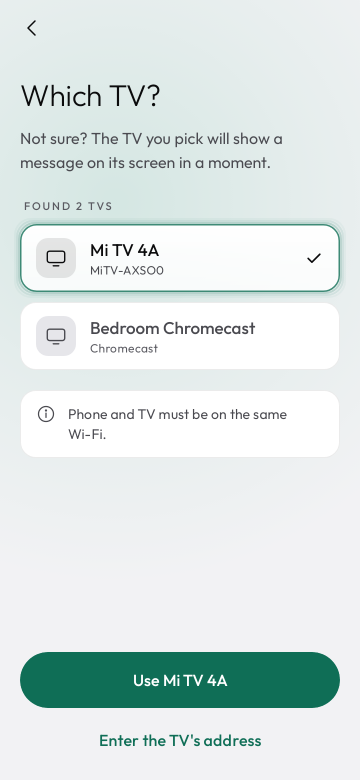 Which TV?
Not sure? The TV you pick will show a
message on its screen in a moment.
FOUND 2 TVS
Mi TV 4A
MiTV-AXSO0
Bedroom Chromecast
Chromecast
Phone and TV must be on the same
Wi-Fi.
Use Mi TV 4A
Enter the TV's address